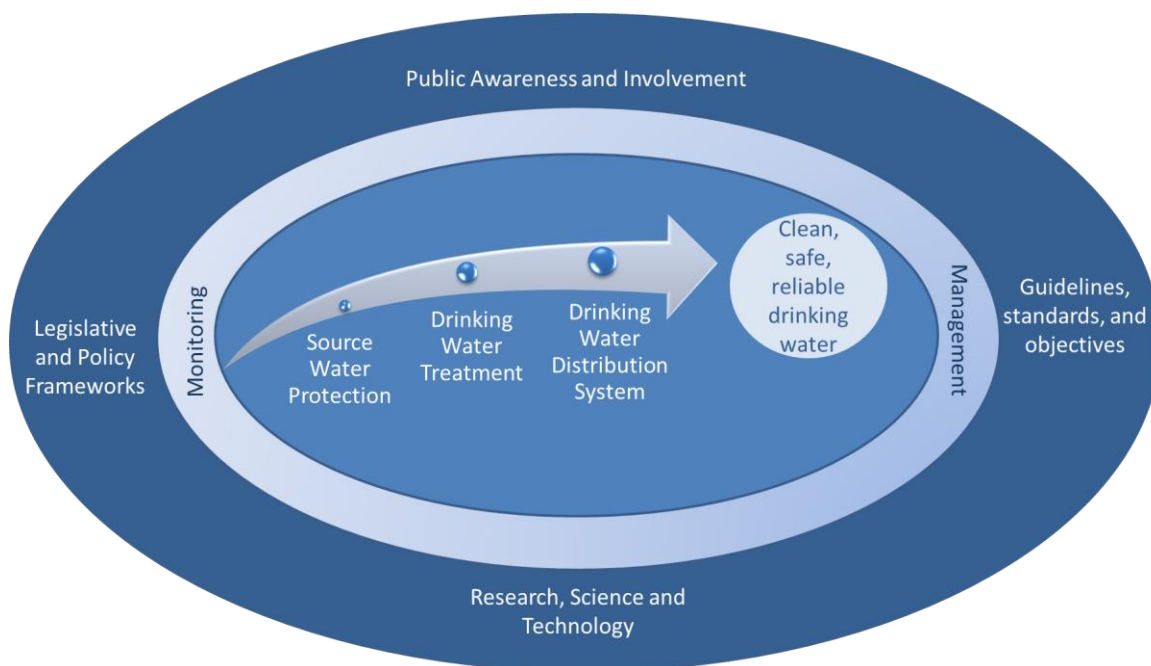 Public Awareness and Involvement
Legislative
and Policy
Frameworks
Monitoring
Source
Water
Protection
Drinking
Water
Treatment
Drinking
Water
Distribution
System
Clean,
safe,
reliable
drinking
water
Management
Guidelines,
standards, and
objectives
Research, Science and
Technology